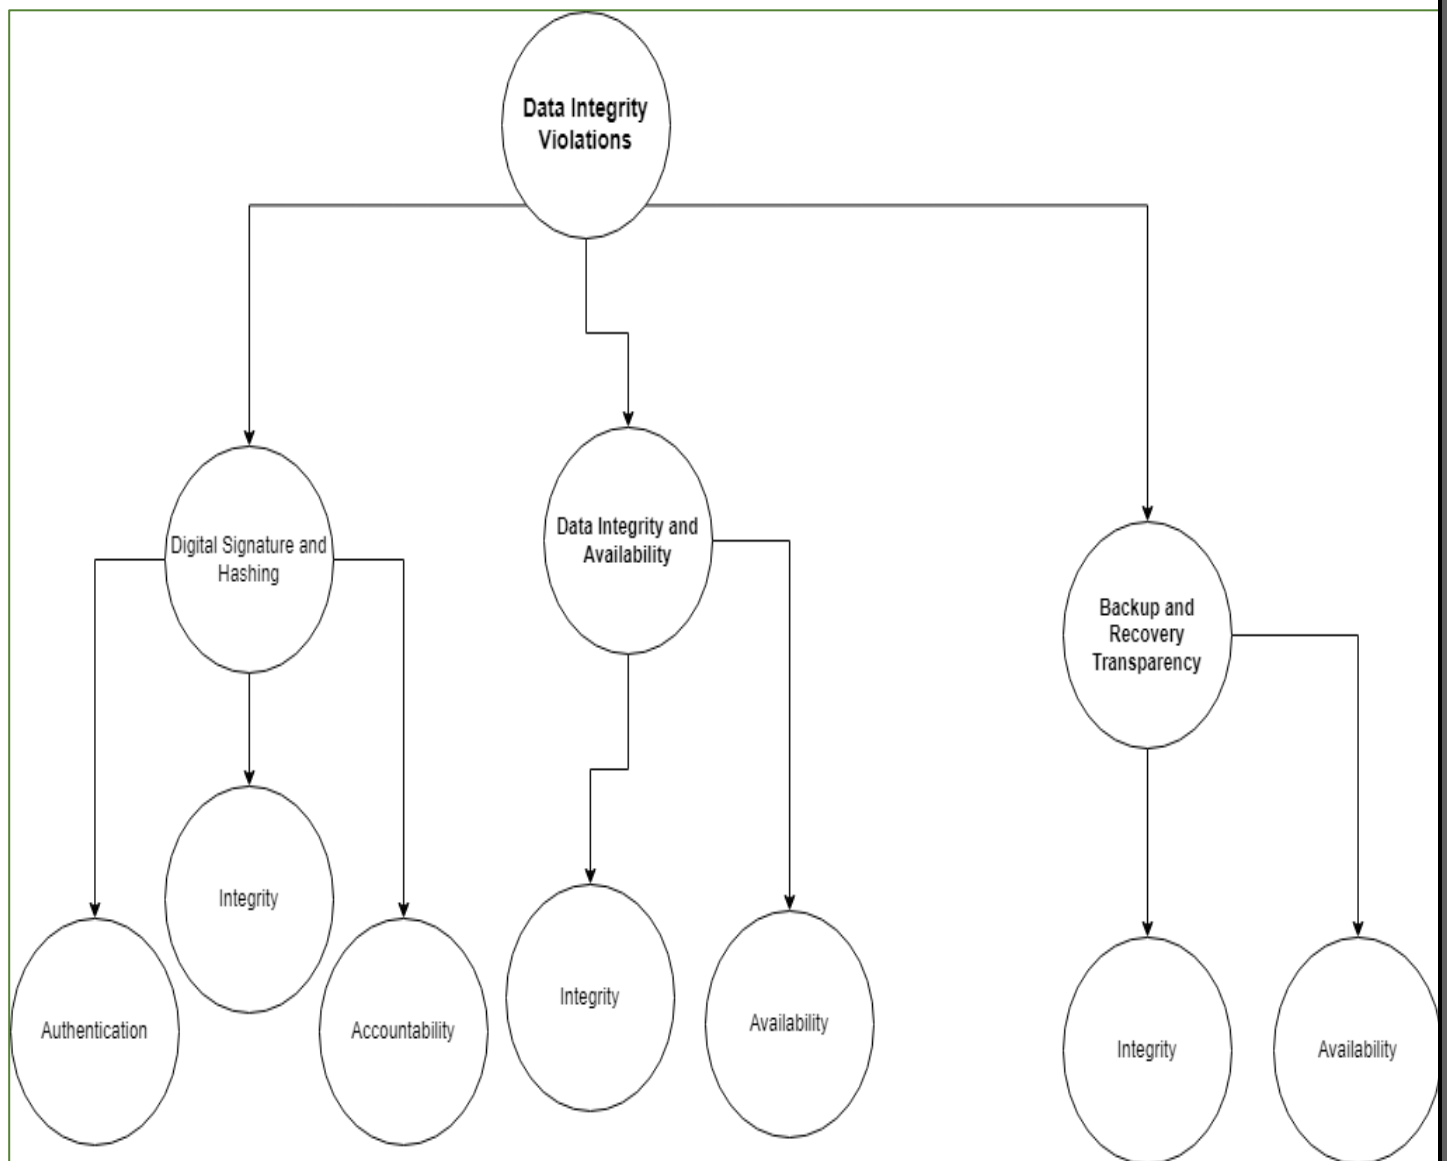 Data Integrity
Violations
Digital Signature and
Hashing
Data Integrity and
Availability
Backup and
Recovery
Transparency
Integrity
Authentication
Accountability
Integrity
Availability
Integrity
Availability